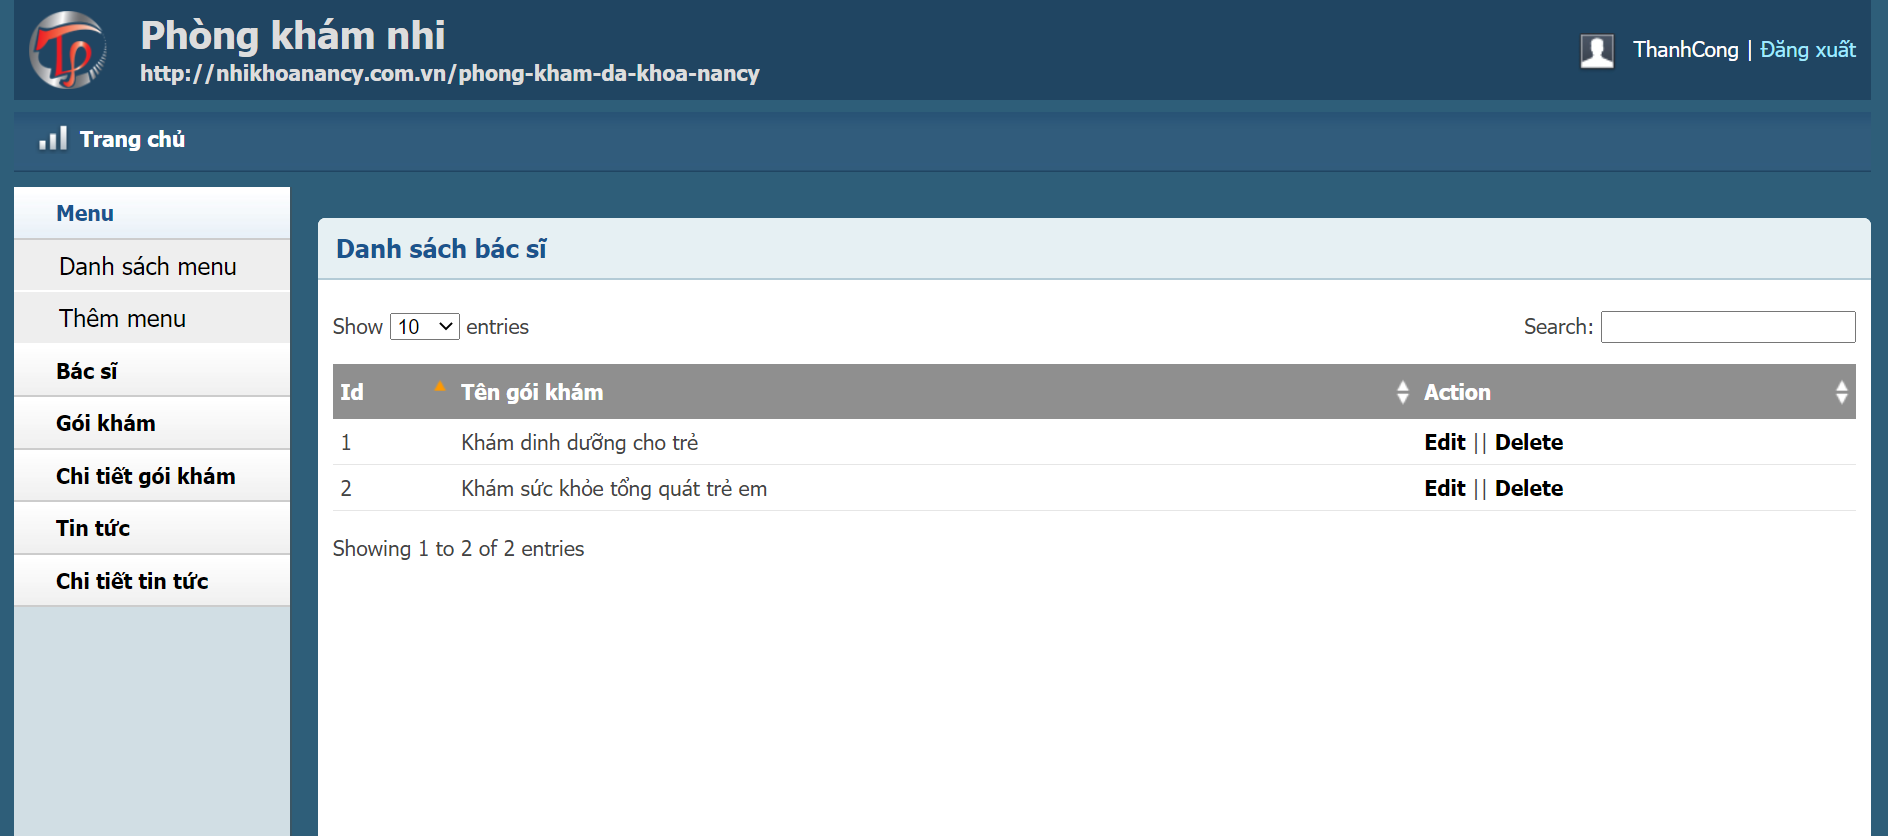 Phòng khám nhi
http://nhikhoanancy.com.vn/phong-kham-da-khoa-nancy
ThanhCong | Đăng xuất
Trang chủ
Menu
Danh sách menu
Thêm menu
Bác sĩ
Gói khám
Chi tiết gói khám
Tin tức
Chi tiết tin tức
Danh sách bác sĩ
Show 10 entries
Search:
Id Tên gói khám Action
1 Khám dinh dưỡng cho trẻ Edit || Delete
2 Khám sức khỏe tổng quát trẻ em Edit || Delete
Showing 1 to 2 of 2 entries